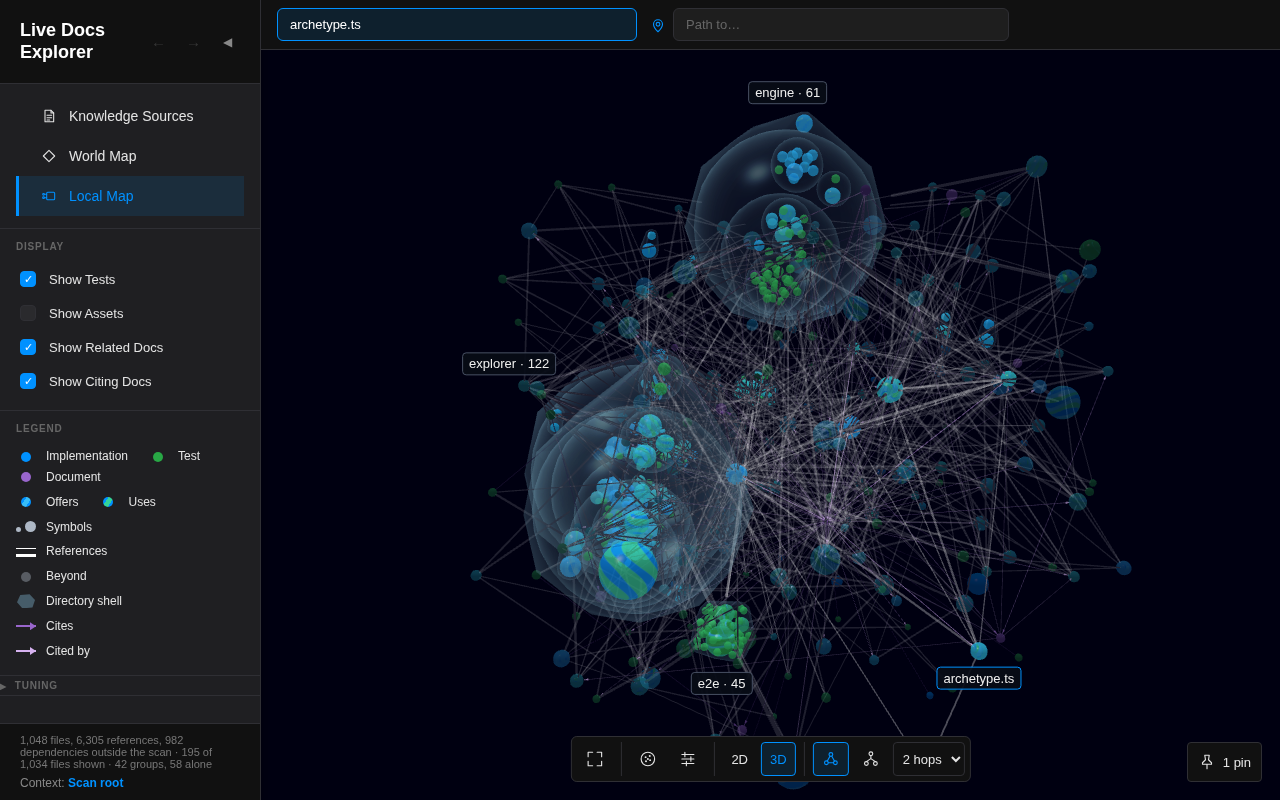 Live Docs
Explorer
Knowledge Sources
World Map
Local Map
DISPLAY
Show Tests
Show Assets
Show Related Docs
Show Citing Docs
LEGEND
Implementation
Test
Document
Offers
Uses
Symbols
References
Beyond
Directory shell
Cites
Cited by
TUNING
1,048 files, 6,305 references, 982
dependencies outside the scan · 195 of
1,034 files shown · 42 groups, 58 alone
Context: Scan root
archetype.ts
Path to…
engine · 61
explorer · 122
e2e · 45
archetype.ts
2D
3D
2 hops
1 pin